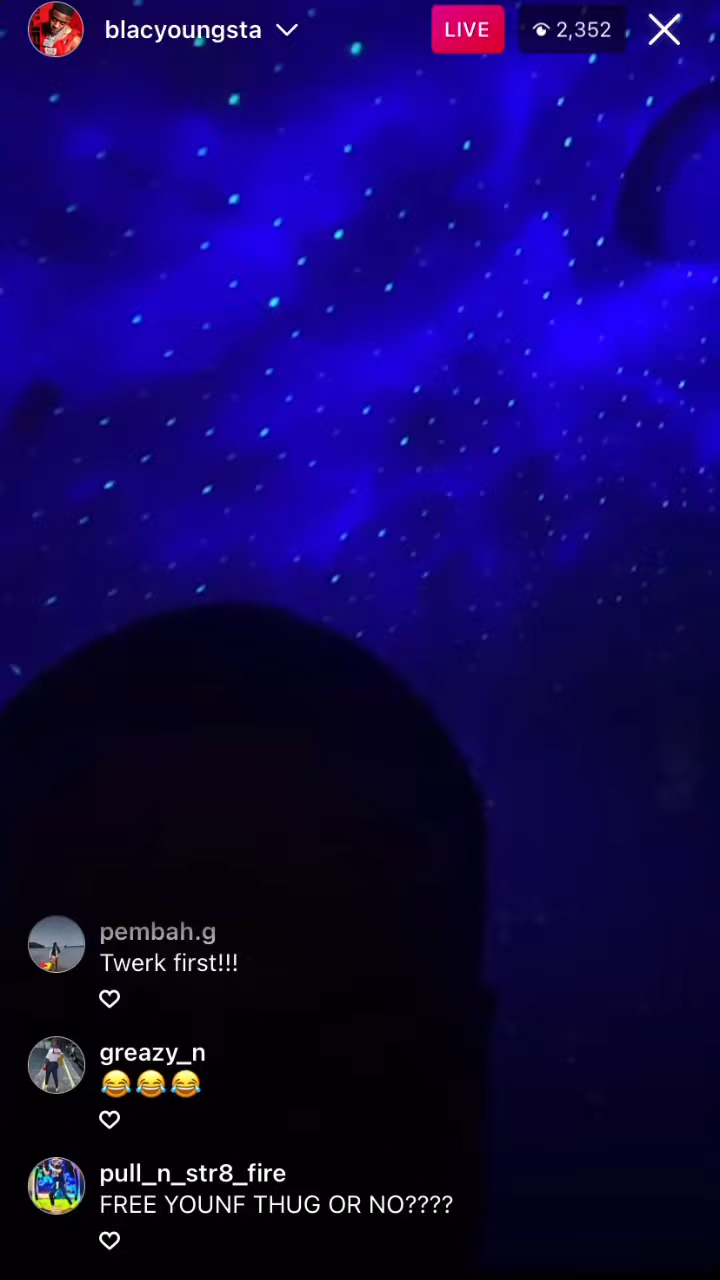 blacyoungsta
LIVE
2,352
pembah.g
Twerk first!!!
greazy_n
😂😂😂
pull_n_str8_fire
FREE YOUNF THUG OR NO????